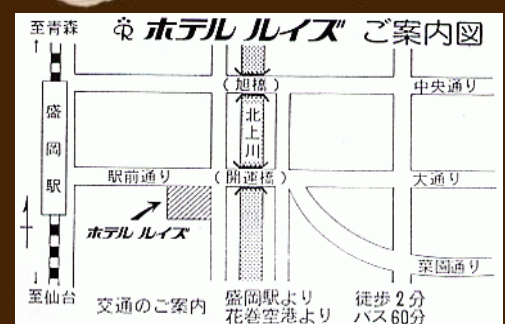 至青森
ホテル ルイズ ご案内図
(旭橋)
中央通り
盛岡駅
北上川
駅前通り
(開運橋)
大通り
ホテル ルイズ
菜園通り
至仙台
交通のご案内
盛岡駅より 徒歩2分
花巻空港より バス60分